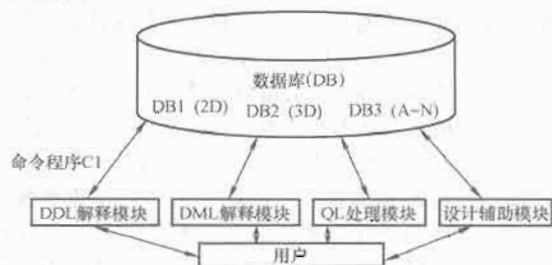 数据库(DB)
DB1 (2D) DB2 (3D) DB3 (A-N)
命令程序C1
DDL解释模块 DML解释模块 QL处理模块 设计辅助模块
用户